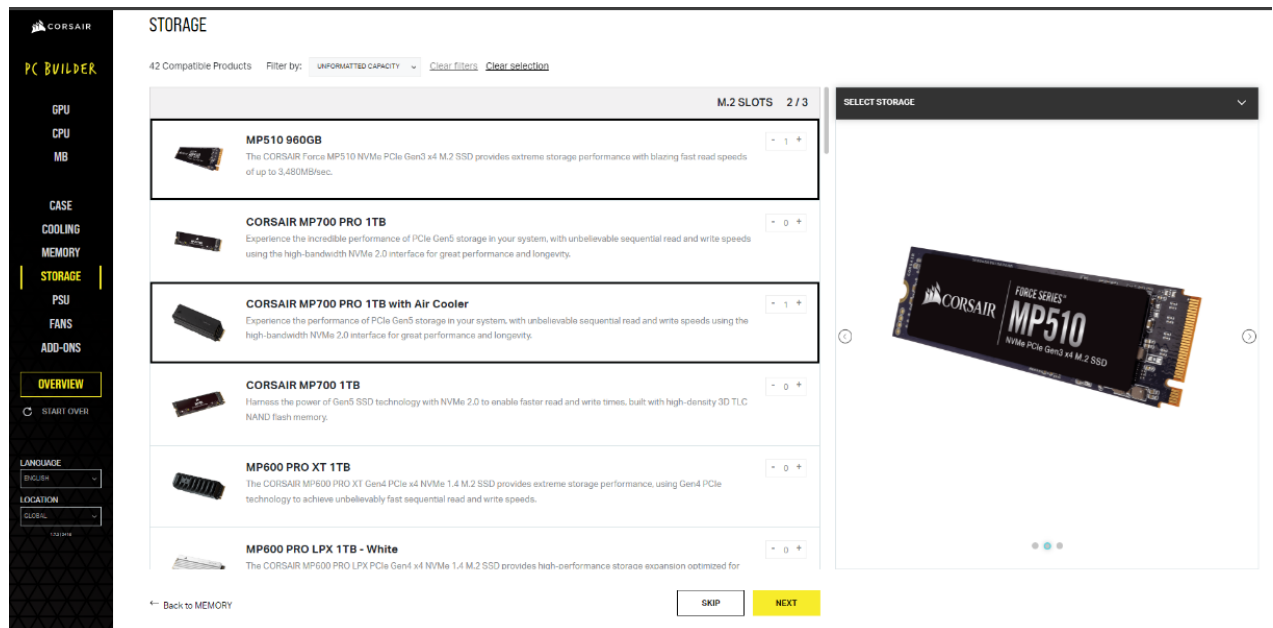 CORSAIR
PC BUILDER
GPU
CPU
MB
CASE
COOLING
MEMORY
STORAGE
PSU
FANS
ADD-ONS
OVERVIEW
START OVER
LANGUAGE
ENGLISH
LOCATION
GLOBAL
STORAGE
42 Compatible Products Filter by: UNFORMATTED CAPACITY Clear filters Clear selection
M.2 SLOTS 2 / 3
MP510 960GB
- 1 +
The CORSAIR Force MP510 NVMe PCIe Gen3 x4 M.2 SSD provides extreme storage performance with blazing fast read speeds
of up to 3,480MB/sec.
CORSAIR MP700 PRO 1TB
- 0 +
Experience the incredible performance of PCIe Gen5 storage in your system, with unbelievable sequential read and write speeds
using the high-bandwidth NVMe 2.0 interface for great performance and longevity.
CORSAIR MP700 PRO 1TB with Air Cooler
- 1 +
Experience the performance of PCIe Gen5 storage in your system, with unbelievable sequential read and write speeds using the
high-bandwidth NVMe 2.0 interface for great performance and longevity.
CORSAIR MP700 1TB
- 0 +
Harness the power of Gen5 SSD technology with NVMe 2.0 to enable faster read and write times, built with high-density 3D TLC
NAND flash memory.
MP600 PRO XT 1TB
- 0 +
The CORSAIR MP600 PRO XT Gen4 PCIe x4 NVMe 1.4 M.2 SSD provides extreme storage performance, using Gen4 PCIe
technology to achieve unbelievably fast sequential read and write speeds.
MP600 PRO LPX 1TB - White
- 0 +
The CORSAIR MP600 PRO LPX PCIe Gen4 x4 NVMe 1.4 M.2 SSD provides high-performance storage expansion optimized for
← Back to MEMORY
SKIP
NEXT
SELECT STORAGE
CORSAIR
FORCE SERIES™
MP510
NVMe PCIe Gen3 x4 M.2 SSD